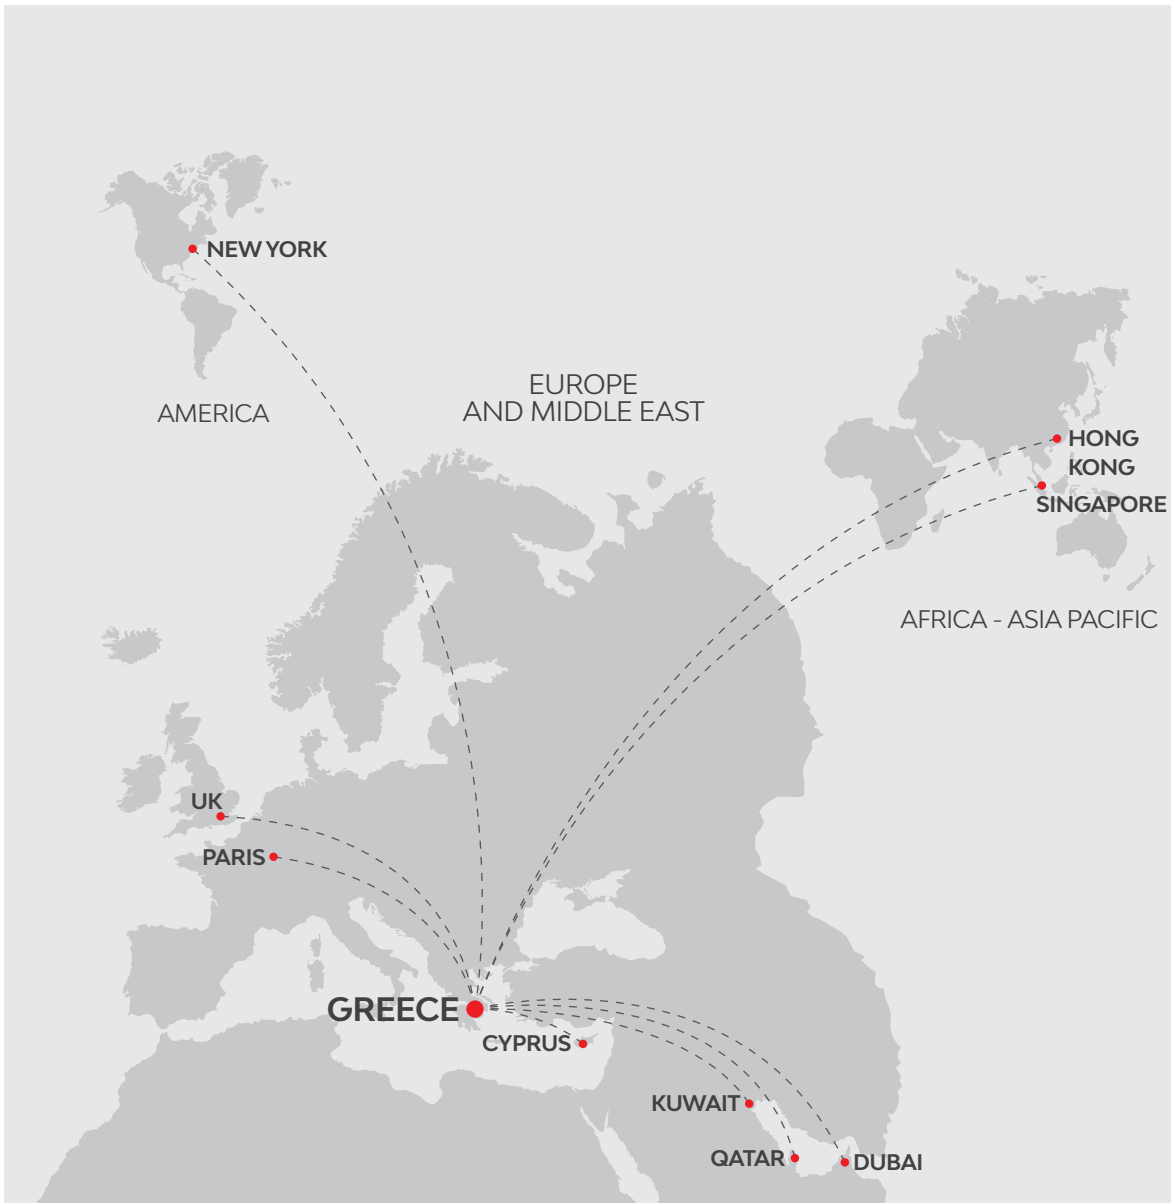 NEW YORK
EUROPE
AND MIDDLE EAST
AMERICA
HONG
KONG
SINGAPORE
AFRICA - ASIA PACIFIC
UK
PARIS
GREECE
CYPRUS
KUWAIT
QATAR
DUBAI